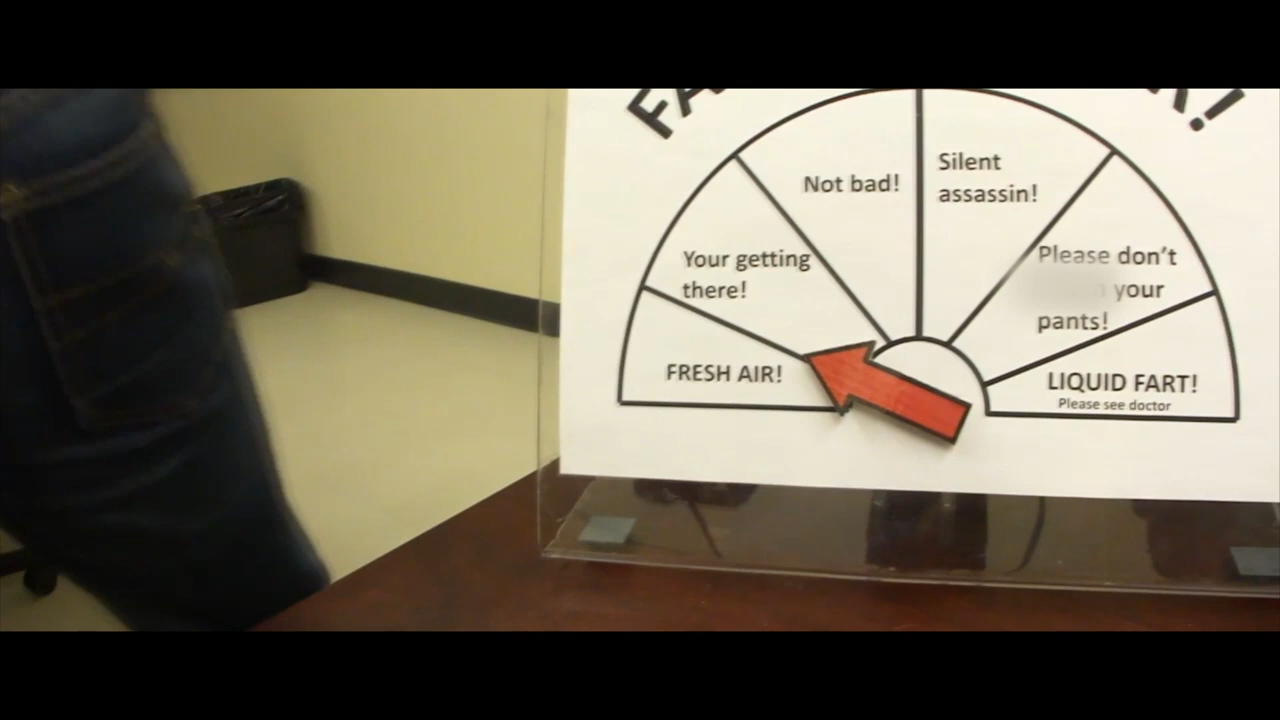 Not bad!
Silent
assassin!
Your getting
there!
Please don't
your
pants!
FRESH AIR!
LIQUID FART!
Please see doctor